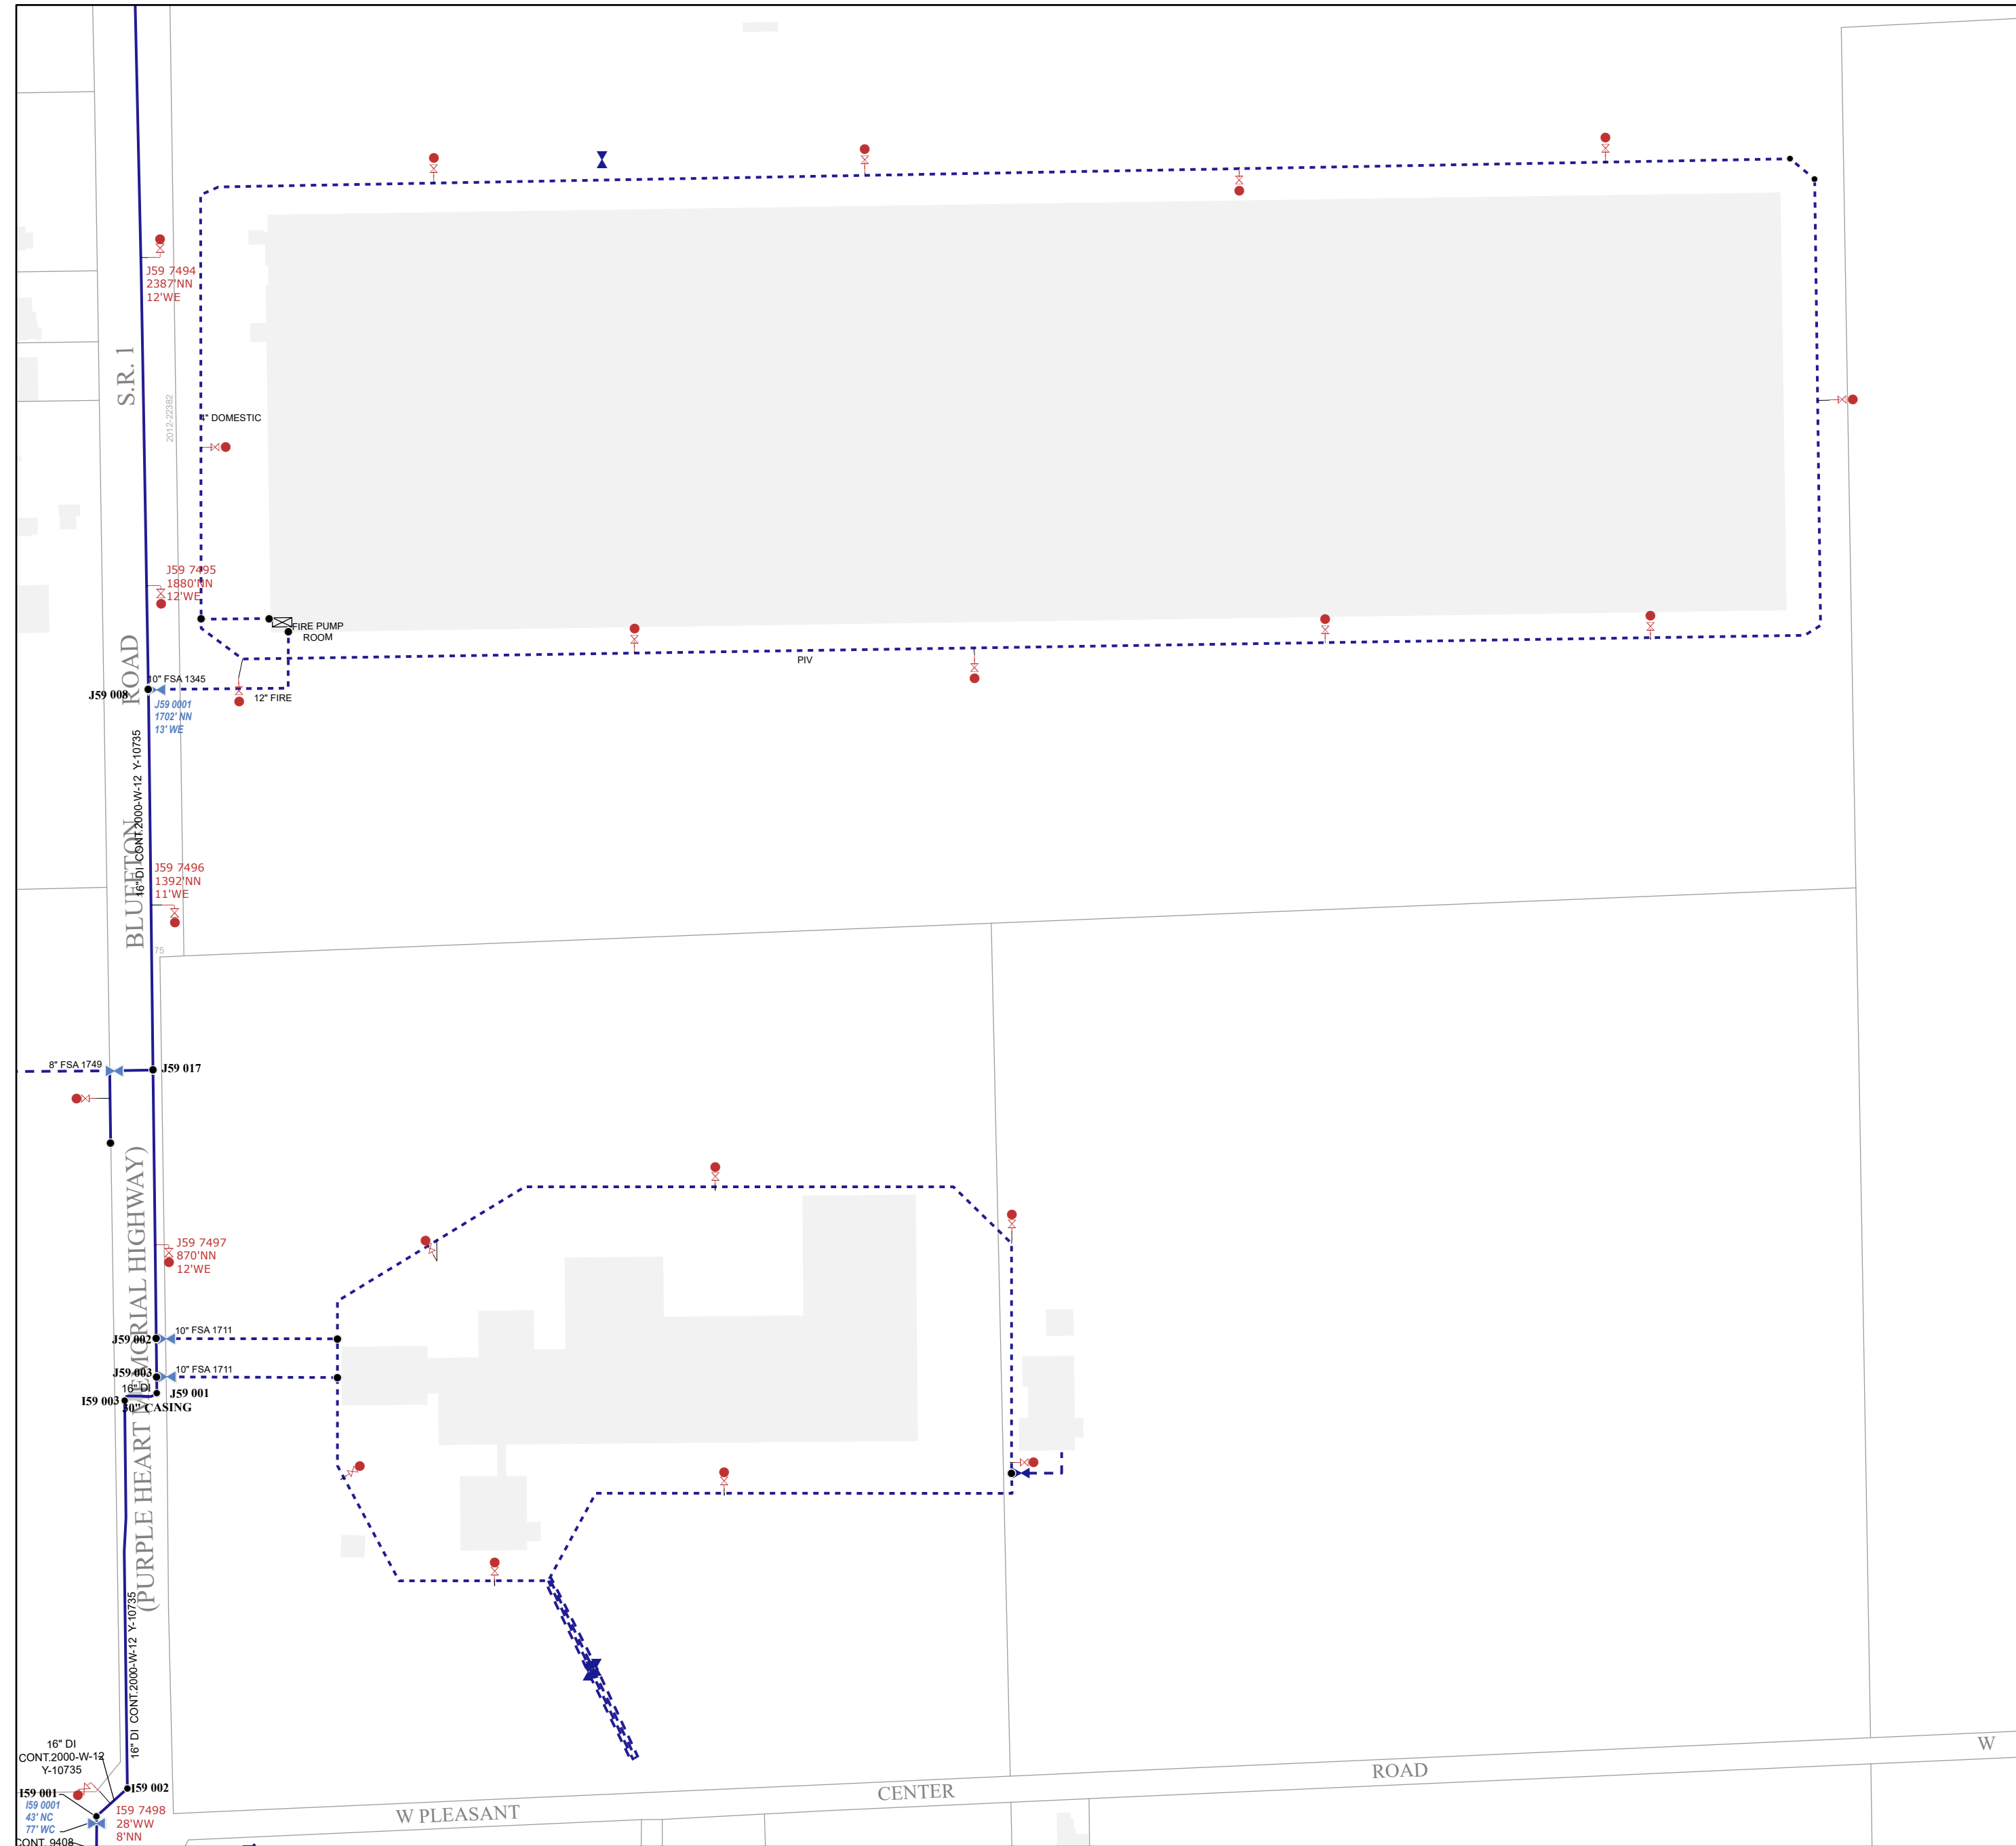 J59 7494
2387'NN
12'WE
S.R. 1
2012-22382
4" DOMESTIC
J59 7495
1880'NN
12'WE
FIRE PUMP
ROOM
PIV
ROAD
10" FSA 1345
J59 008
12" FIRE
J59 0001
1702' NN
13' WE
16" DI CONT.2000-W-12 Y-10735
BLUFFTON
J59 7496
1392'NN
11'WE
75
8" FSA 1749
J59 017
(PURPLE HEART MEMORIAL HIGHWAY)
J59 7497
870'NN
12'WE
10" FSA 1711
J59 002
10" FSA 1711
J59 003
16" DI
J59 001
I59 003
30" CASING
16" DI CONT.2000-W-12 Y-10735
16" DI
CONT.2000-W-12
Y-10735
I59 002
I59 001
I59 0001
43' NC
77' WC
I59 7498
28'WW
8'NN
CONT. 9408
W PLEASANT
CENTER
ROAD
W